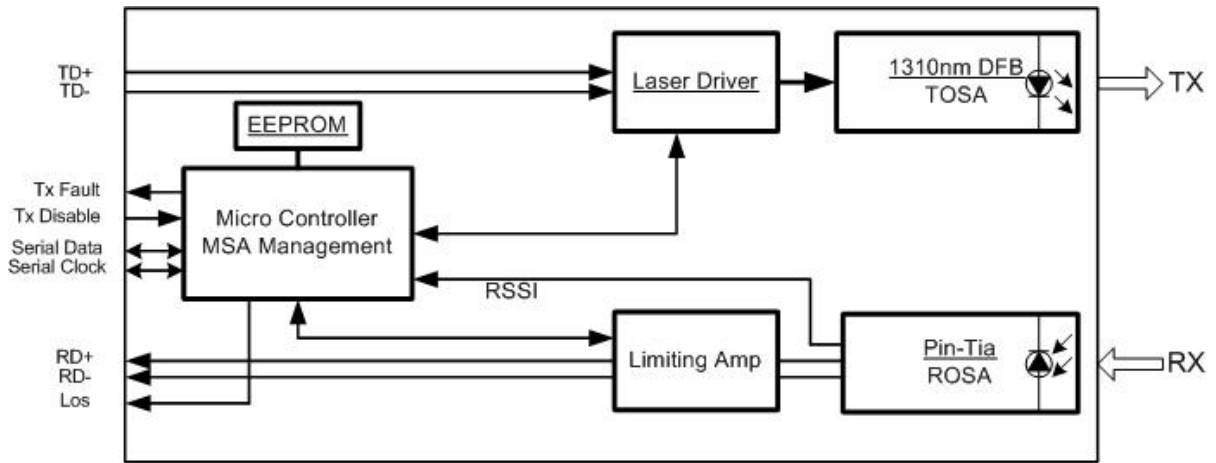 TD+
TD-
Laser Driver
1310nm DFB
TOSA
TX
EEPROM
Tx Fault
Tx Disable
Serial Data
Serial Clock
Micro Controller
MSA Management
RSSI
RD+
RD-
Los
Limiting Amp
Pin-Tia
ROSA
RX